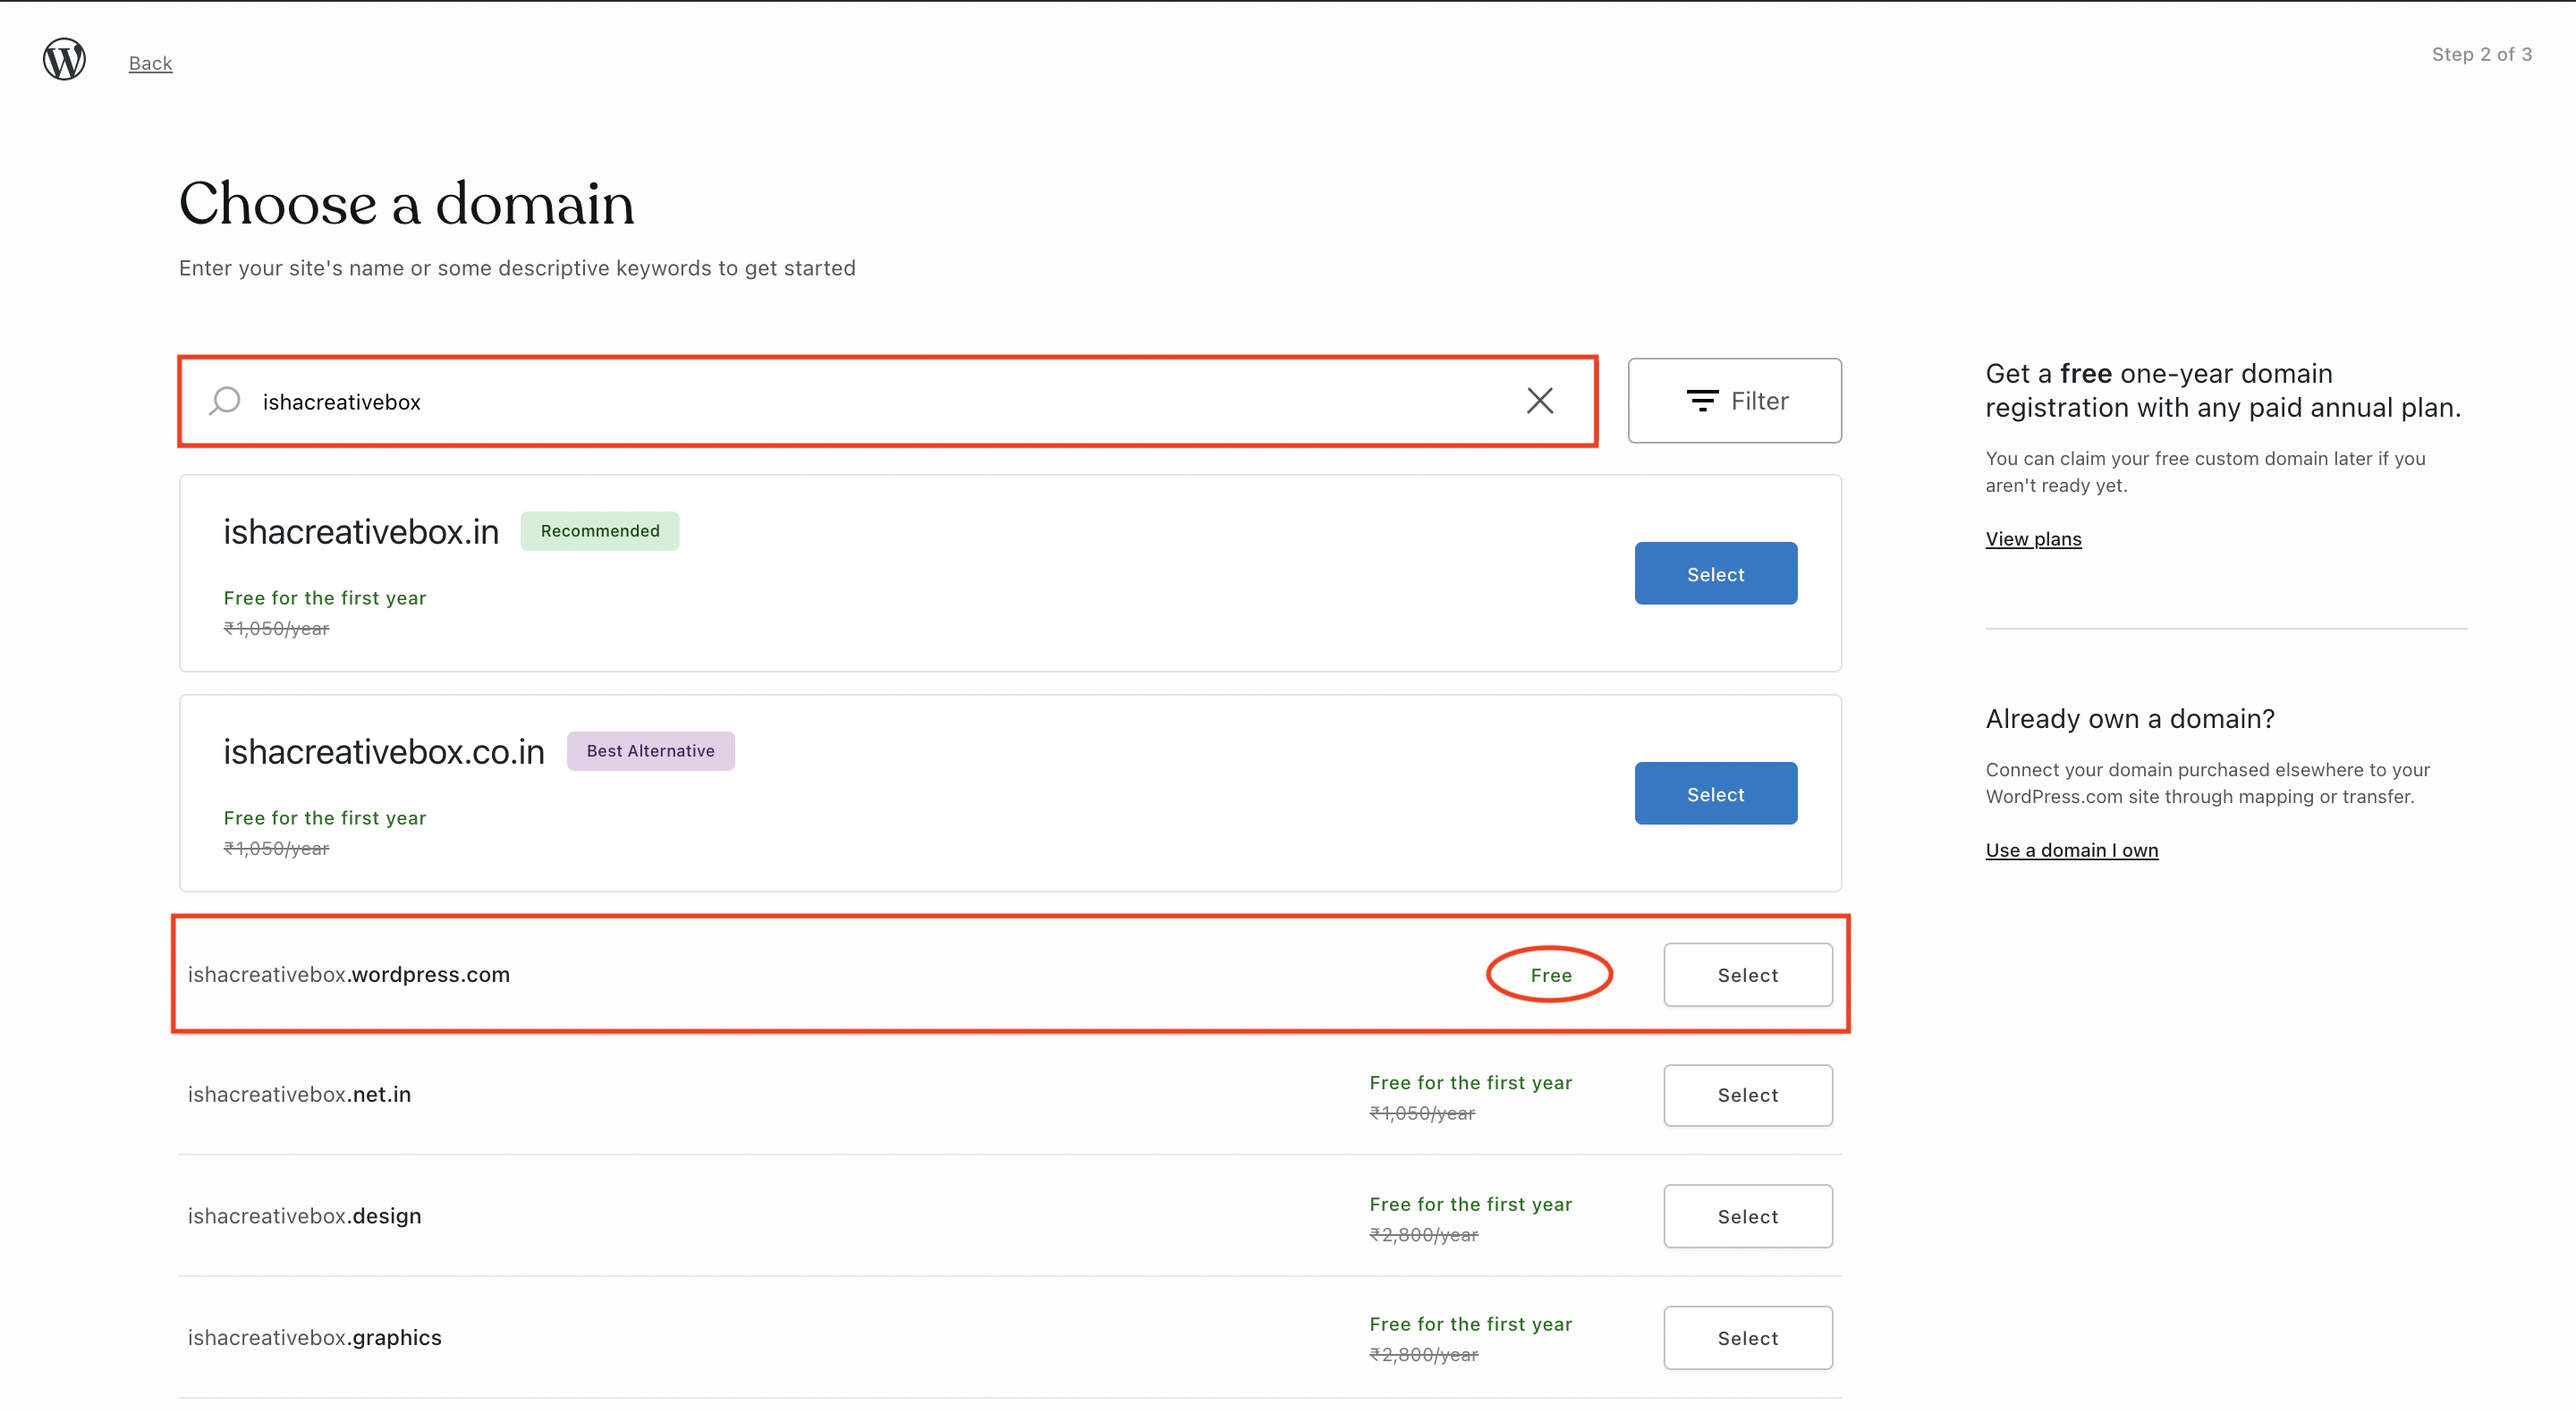 Back
Step 2 of 3
Choose a domain
Enter your site's name or some descriptive keywords to get started
ishacreativebox
Filter
ishacreativebox.in
Recommended
Free for the first year
₹1,050/year
Select
ishacreativebox.co.in
Best Alternative
Free for the first year
₹1,050/year
Select
ishacreativebox.wordpress.com
Free
Select
ishacreativebox.net.in
Free for the first year
₹1,050/year
Select
ishacreativebox.design
Free for the first year
₹2,800/year
Select
ishacreativebox.graphics
Free for the first year
₹2,800/year
Select
Get a free one-year domain
registration with any paid annual plan.
You can claim your free custom domain later if you
aren't ready yet.
View plans
Already own a domain?
Connect your domain purchased elsewhere to your
WordPress.com site through mapping or transfer.
Use a domain I own